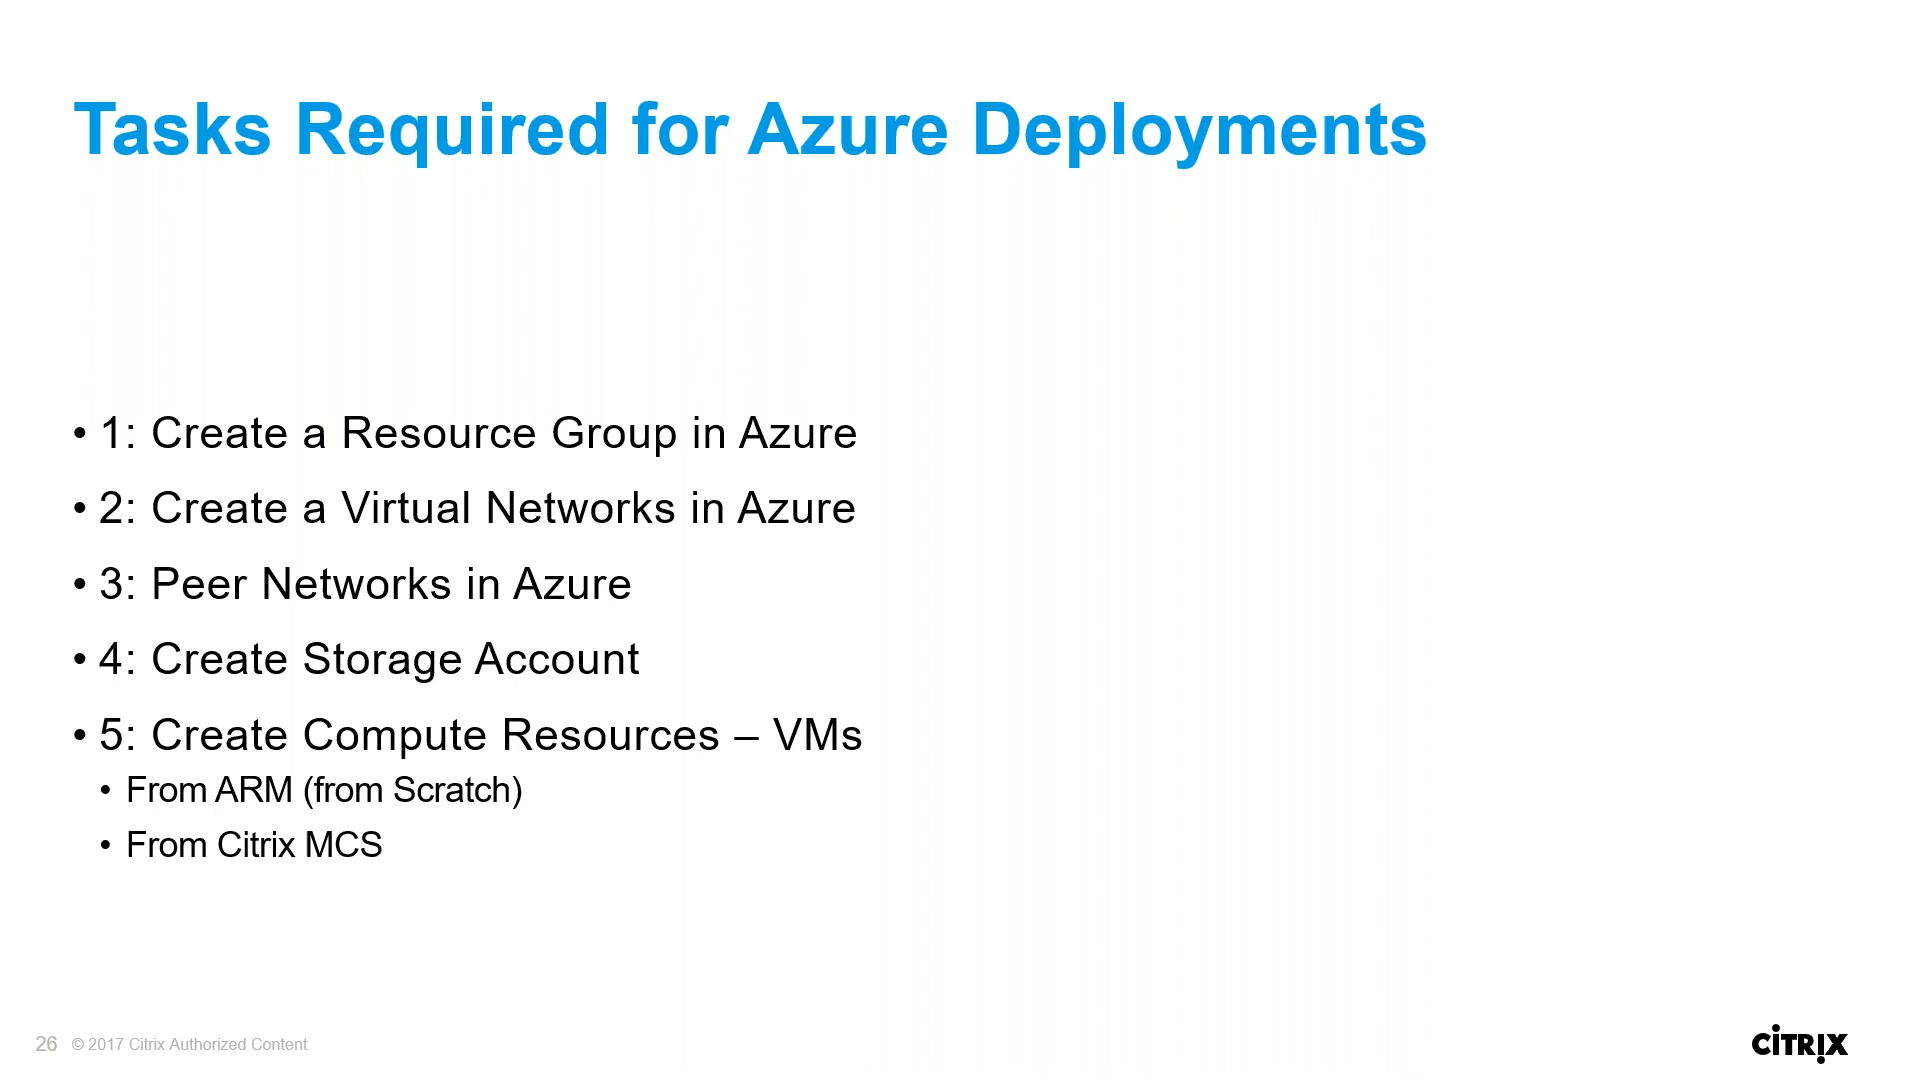 Tasks Required for Azure Deployments
• 1: Create a Resource Group in Azure
• 2: Create a Virtual Networks in Azure
• 3: Peer Networks in Azure
• 4: Create Storage Account
• 5: Create Compute Resources – VMs
• From ARM (from Scratch)
• From Citrix MCS
26 © 2017 Citrix Authorized Content
CITRIX